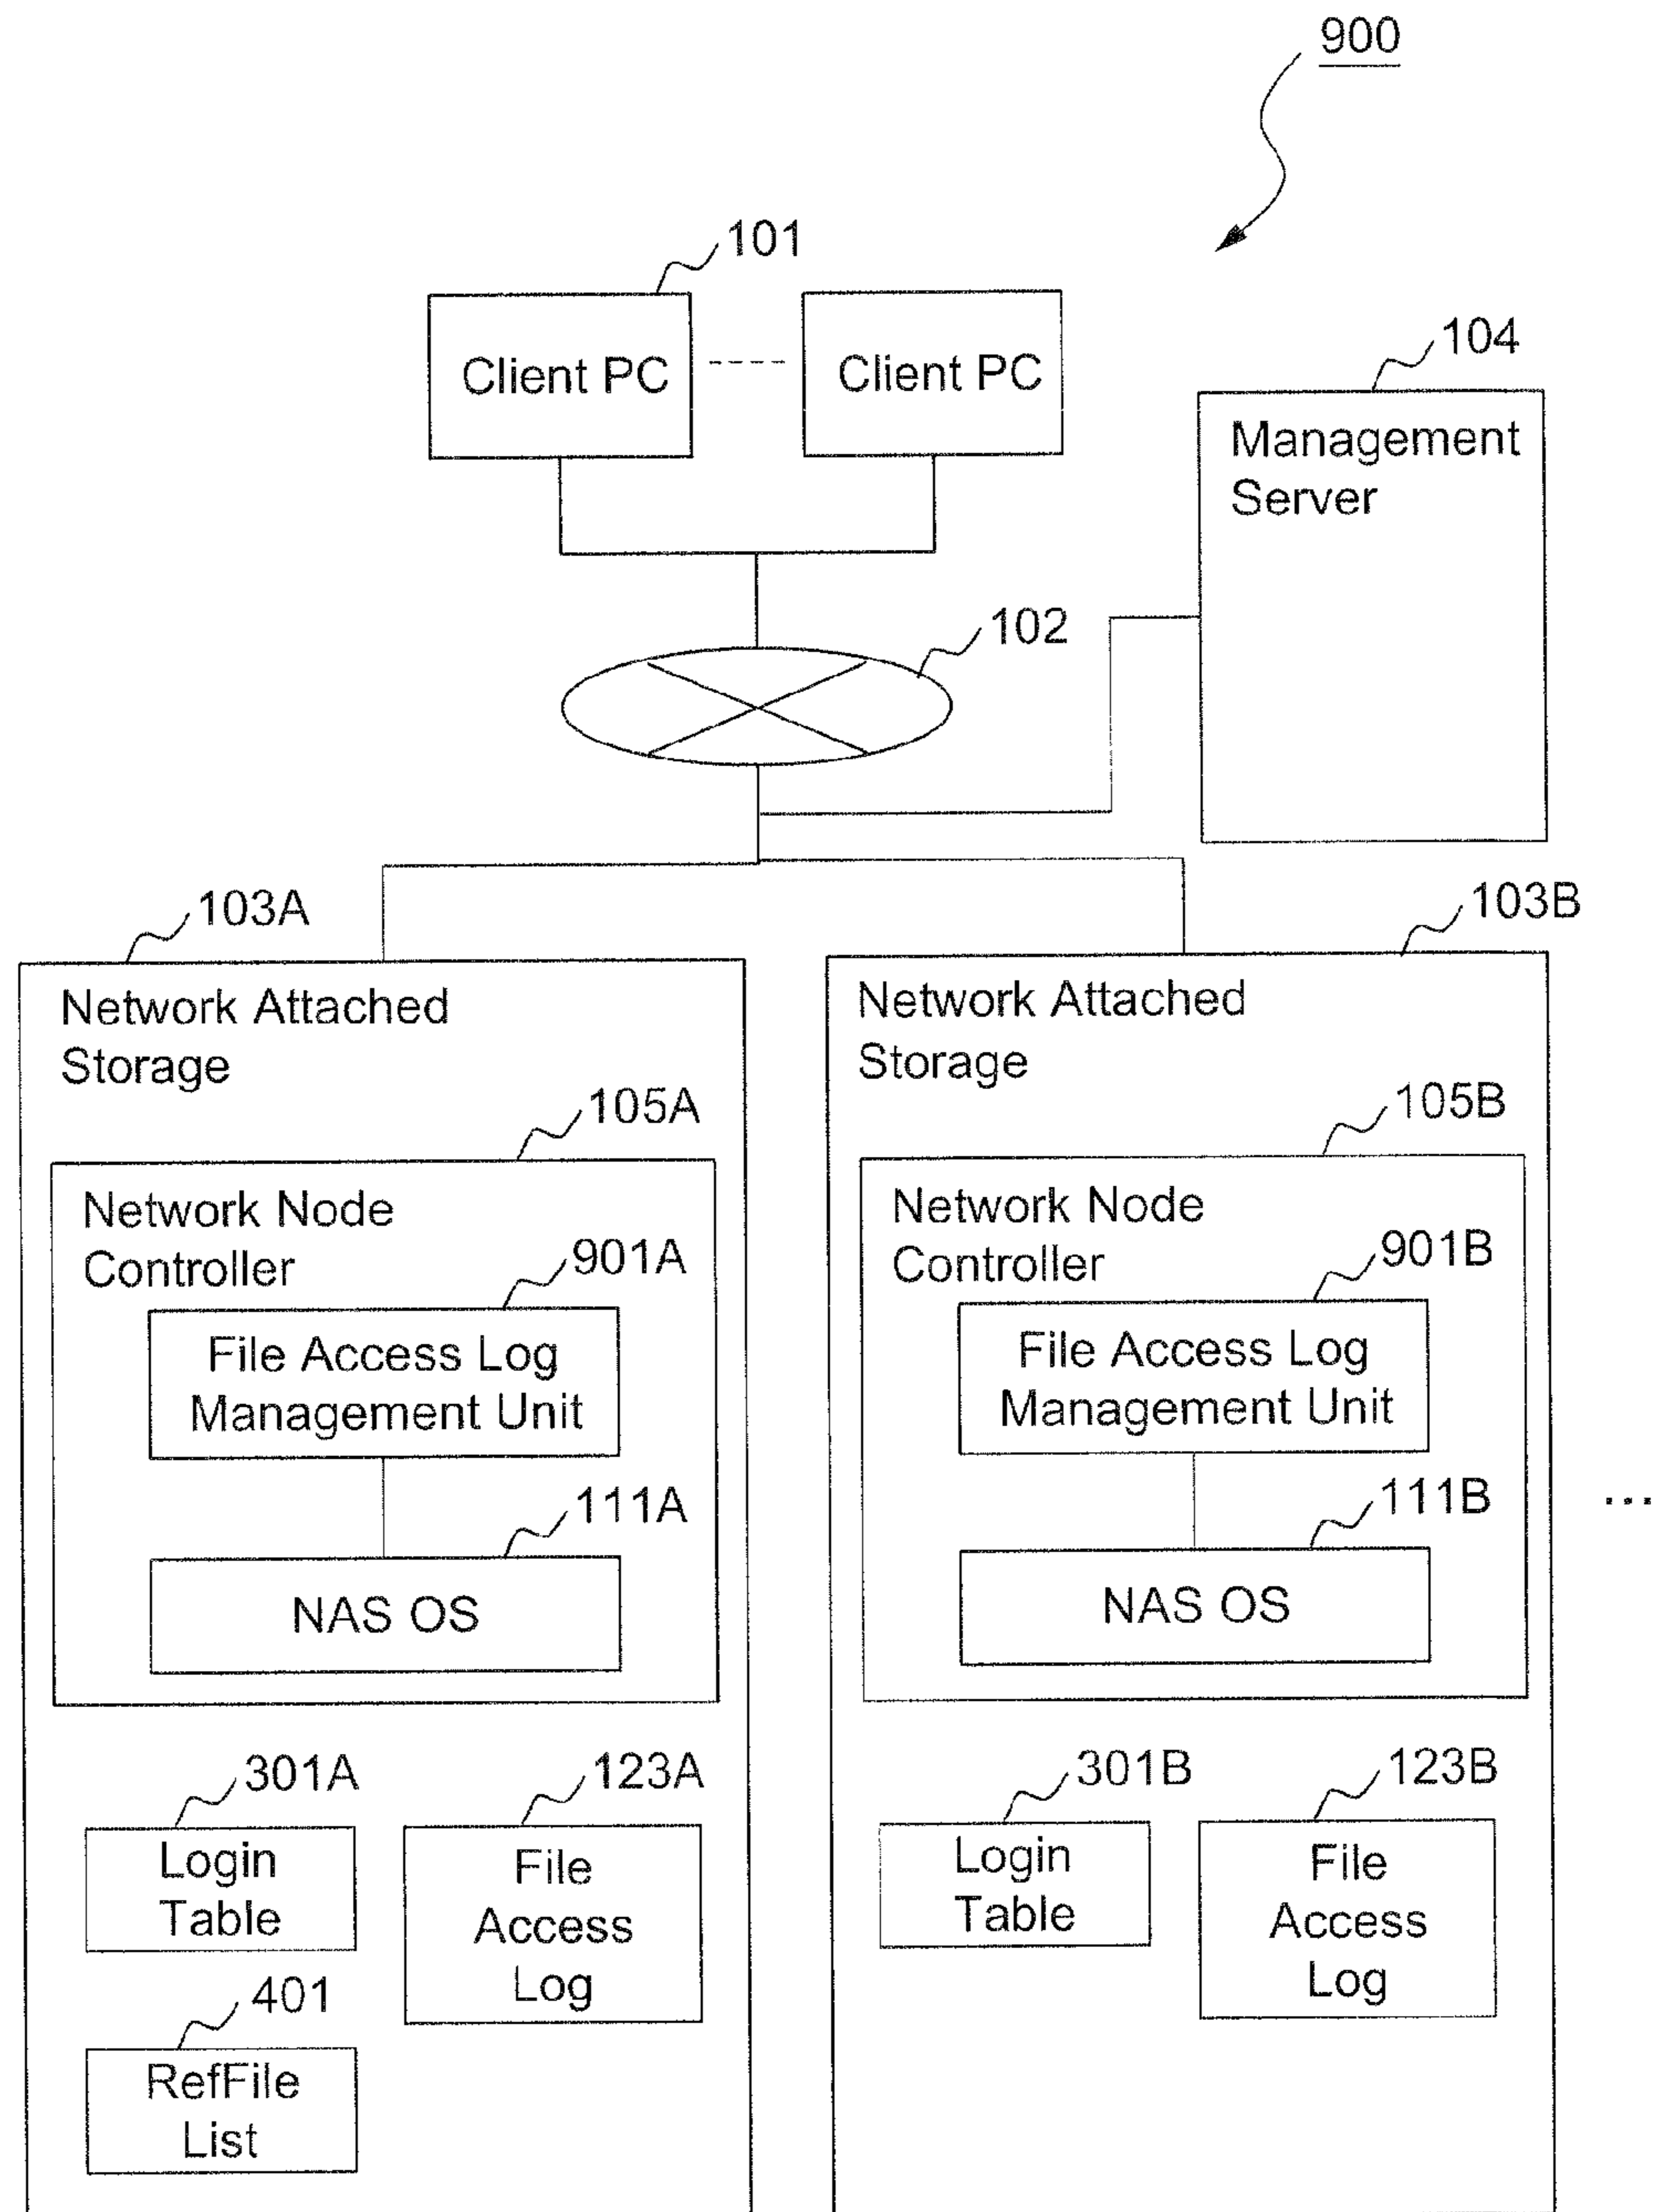 900
101
Client PC
Client PC
104
Management
Server
102
103A
103B
Network Attached
Storage
105A
Network Node
Controller
901A
File Access Log
Management Unit
111A
NAS OS
301A
Login
Table
123A
File
Access
Log
401
RefFile
List
Network Attached
Storage
105B
Network Node
Controller
901B
File Access Log
Management Unit
111B
NAS OS
301B
Login
Table
123B
File
Access
Log
...